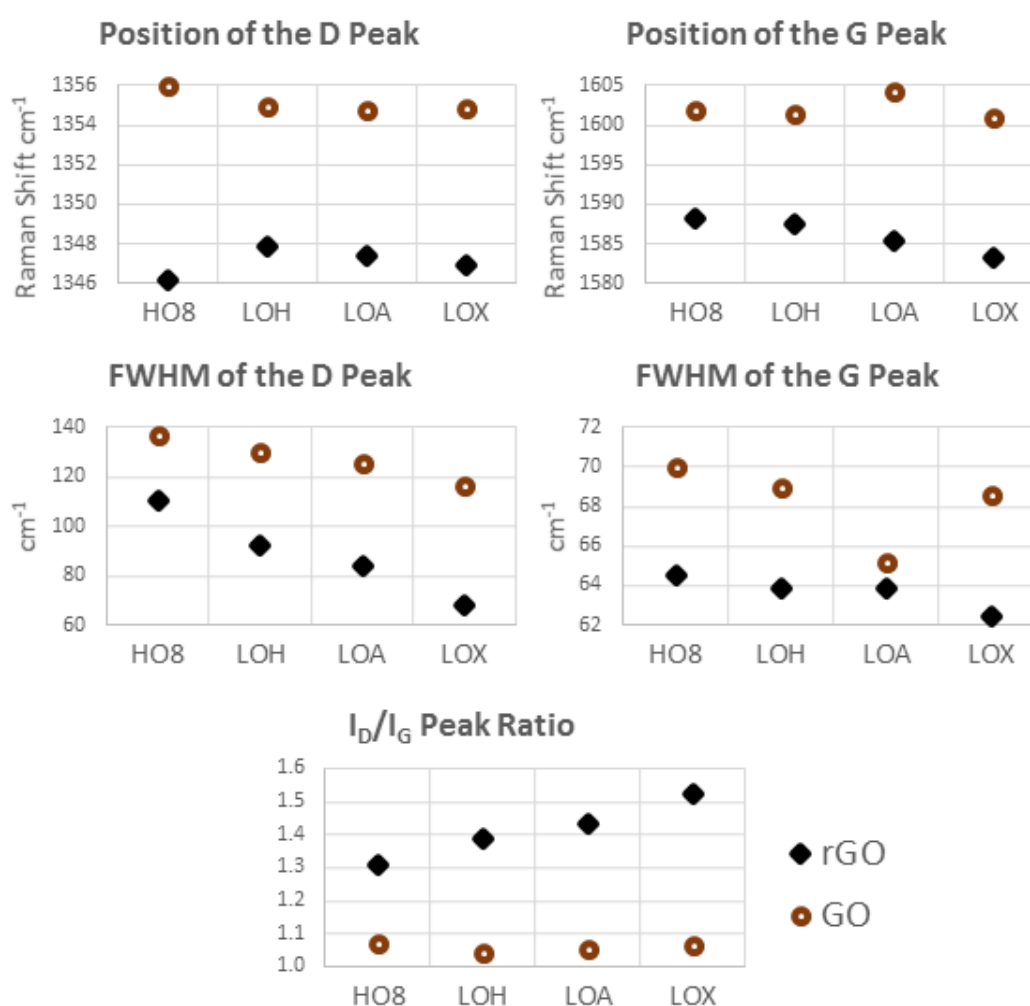 Position of the D Peak
Raman Shift cm⁻¹
1356
1354
1352
1350
1348
1346
HO8 LOH LOA LOX
Position of the G Peak
Raman Shift cm⁻¹
1605
1600
1595
1590
1585
1580
HO8 LOH LOA LOX
FWHM of the D Peak
cm⁻¹
140
120
100
80
60
HO8 LOH LOA LOX
FWHM of the G Peak
cm⁻¹
72
70
68
66
64
62
HO8 LOH LOA LOX
I_D/I_G Peak Ratio
1.6
1.5
1.4
1.3
1.2
1.1
1.0
HO8 LOH LOA LOX
rGO
GO